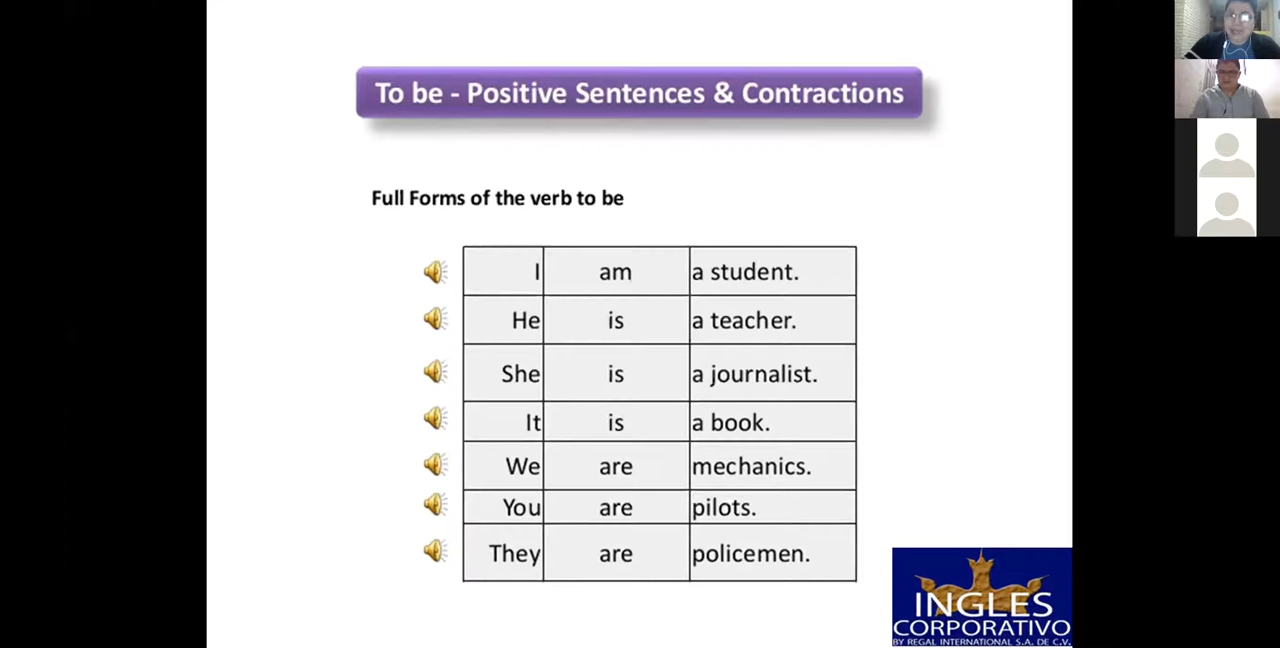 To be - Positive Sentences & Contractions
Full Forms of the verb to be
I am a student.
He is a teacher.
She is a journalist.
It is a book.
We are mechanics.
You are pilots.
They are policemen.
INGLES
CORPORATIVO
BY REGAL INTERNATIONAL S.A. DE C.V.